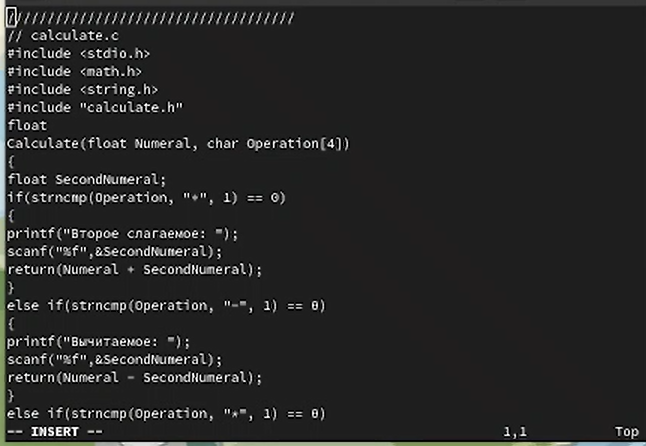 ////////////////////////////////////
// calculate.c
#include <stdio.h>
#include <math.h>
#include <string.h>
#include "calculate.h"
float
Calculate(float Numeral, char Operation[4])
{
float SecondNumeral;
if(strncmp(Operation, "+", 1) == 0)
{
printf("Второе слагаемое: ");
scanf("%f",&SecondNumeral);
return(Numeral + SecondNumeral);
}
else if(strncmp(Operation, "-", 1) == 0)
{
printf("Вычитаемое: ");
scanf("%f",&SecondNumeral);
return(Numeral - SecondNumeral);
}
else if(strncmp(Operation, "*", 1) == 0)
-- INSERT -- 1,1 Top